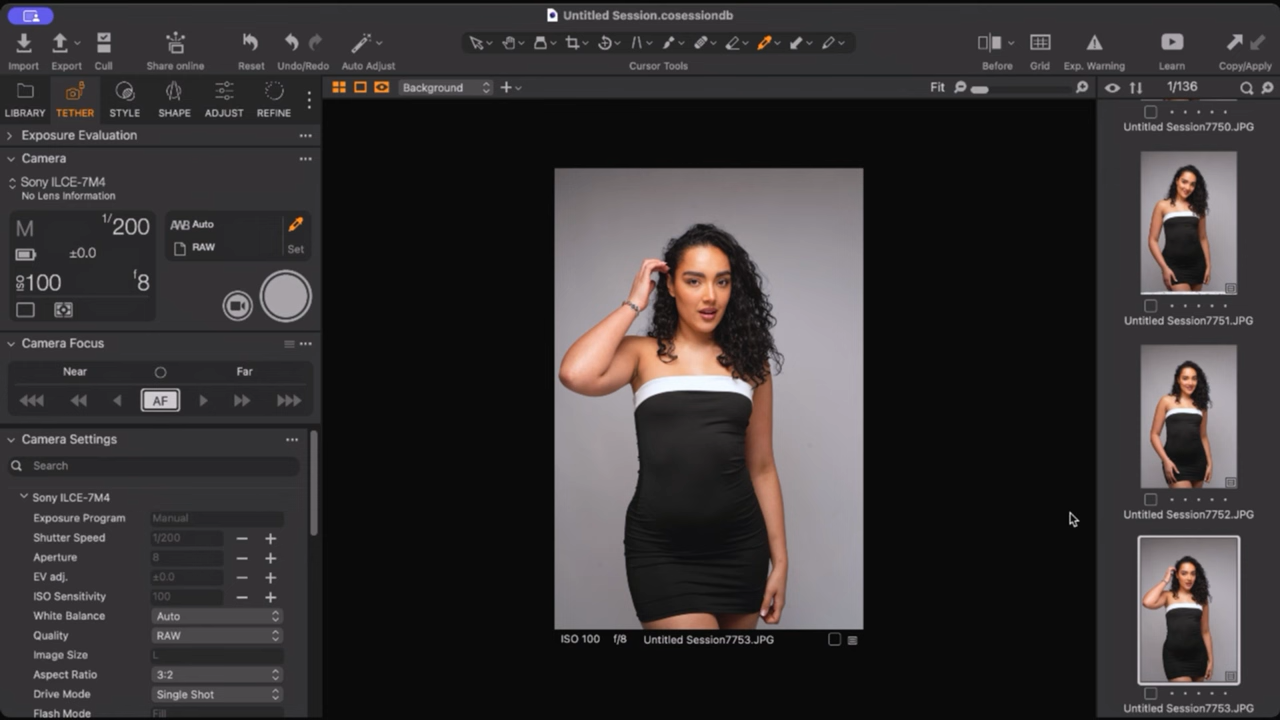 Untitled Session.cosessiondb
Import Export Cull Share online Reset Undo/Redo Auto Adjust Cursor Tools Before Grid Exp. Warning Learn Copy/Apply
LIBRARY TETHER STYLE SHAPE ADJUST REFINE
Background
Fit
1/136
Exposure Evaluation
Camera
Sony ILCE-7M4
No Lens Information
M 1/200
±0.0
ISO100 f8
AWB Auto
RAW
Set
Camera Focus
Near Far
AF
Camera Settings
Search
Sony ILCE-7M4
Exposure Program Manual
Shutter Speed 1/200
Aperture 8
EV adj. ±0.0
ISO Sensitivity 100
White Balance Auto
Quality RAW
Image Size L
Aspect Ratio 3:2
Drive Mode Single Shot
Flash Mode Fill
ISO 100 f/8 Untitled Session7753.JPG
Untitled Session7750.JPG
Untitled Session7751.JPG
Untitled Session7752.JPG
Untitled Session7753.JPG